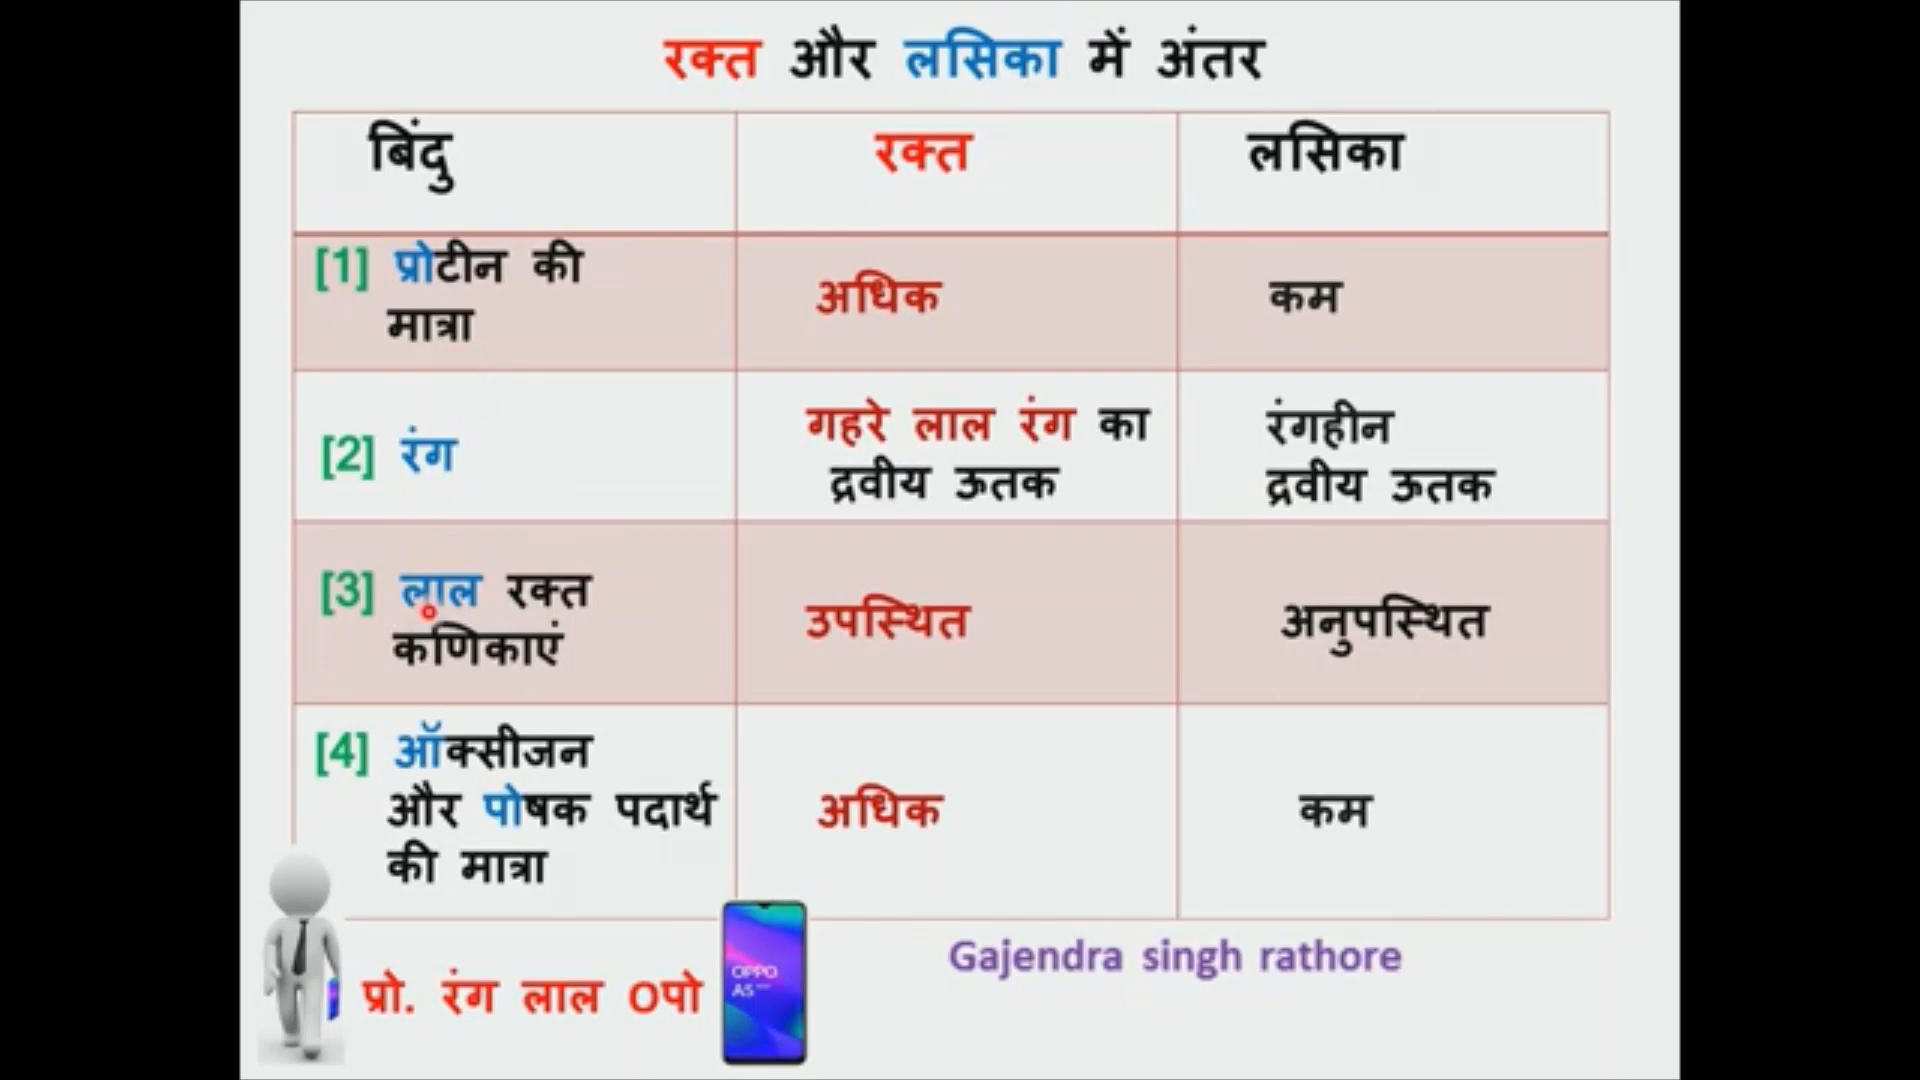 रक्त और लसिका में अंतर
बिंदु रक्त लसिका
[1] प्रोटीन की
मात्रा
अधिक
कम
[2] रंग
गहरे लाल रंग का
द्रवीय ऊतक
रंगहीन
द्रवीय ऊतक
[3] लाल रक्त
कणिकाएं
उपस्थित
अनुपस्थित
[4] ऑक्सीजन
और पोषक पदार्थ
की मात्रा
अधिक
कम
प्रो. रंग लाल Oपो
OPPO
A5
Gajendra singh rathore